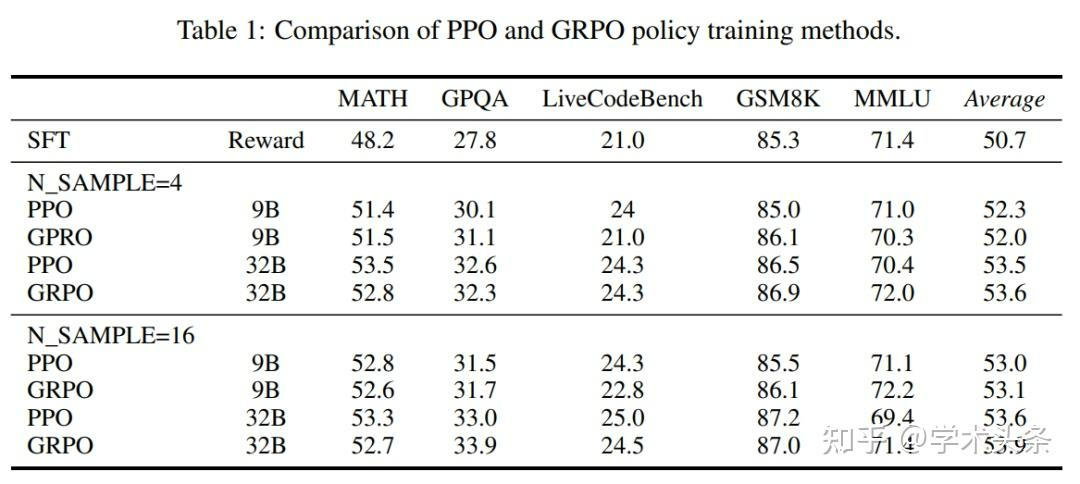 Table 1: Comparison of PPO and GRPO policy training methods.
MATH GPQA LiveCodeBench GSM8K MMLU Average
SFT Reward 48.2 27.8 21.0 85.3 71.4 50.7
N_SAMPLE=4
PPO 9B 51.4 30.1 24 85.0 71.0 52.3
GPRO 9B 51.5 31.1 21.0 86.1 70.3 52.0
PPO 32B 53.5 32.6 24.3 86.5 70.4 53.5
GRPO 32B 52.8 32.3 24.3 86.9 72.0 53.6
N_SAMPLE=16
PPO 9B 52.8 31.5 24.3 85.5 71.1 53.0
GRPO 9B 52.6 31.7 22.8 86.1 72.2 53.1
PPO 32B 53.3 33.0 25.0 87.2 69.4 53.6
GRPO 32B 52.7 33.9 24.5 87.0 71.4 53.9
知乎 @学术头条